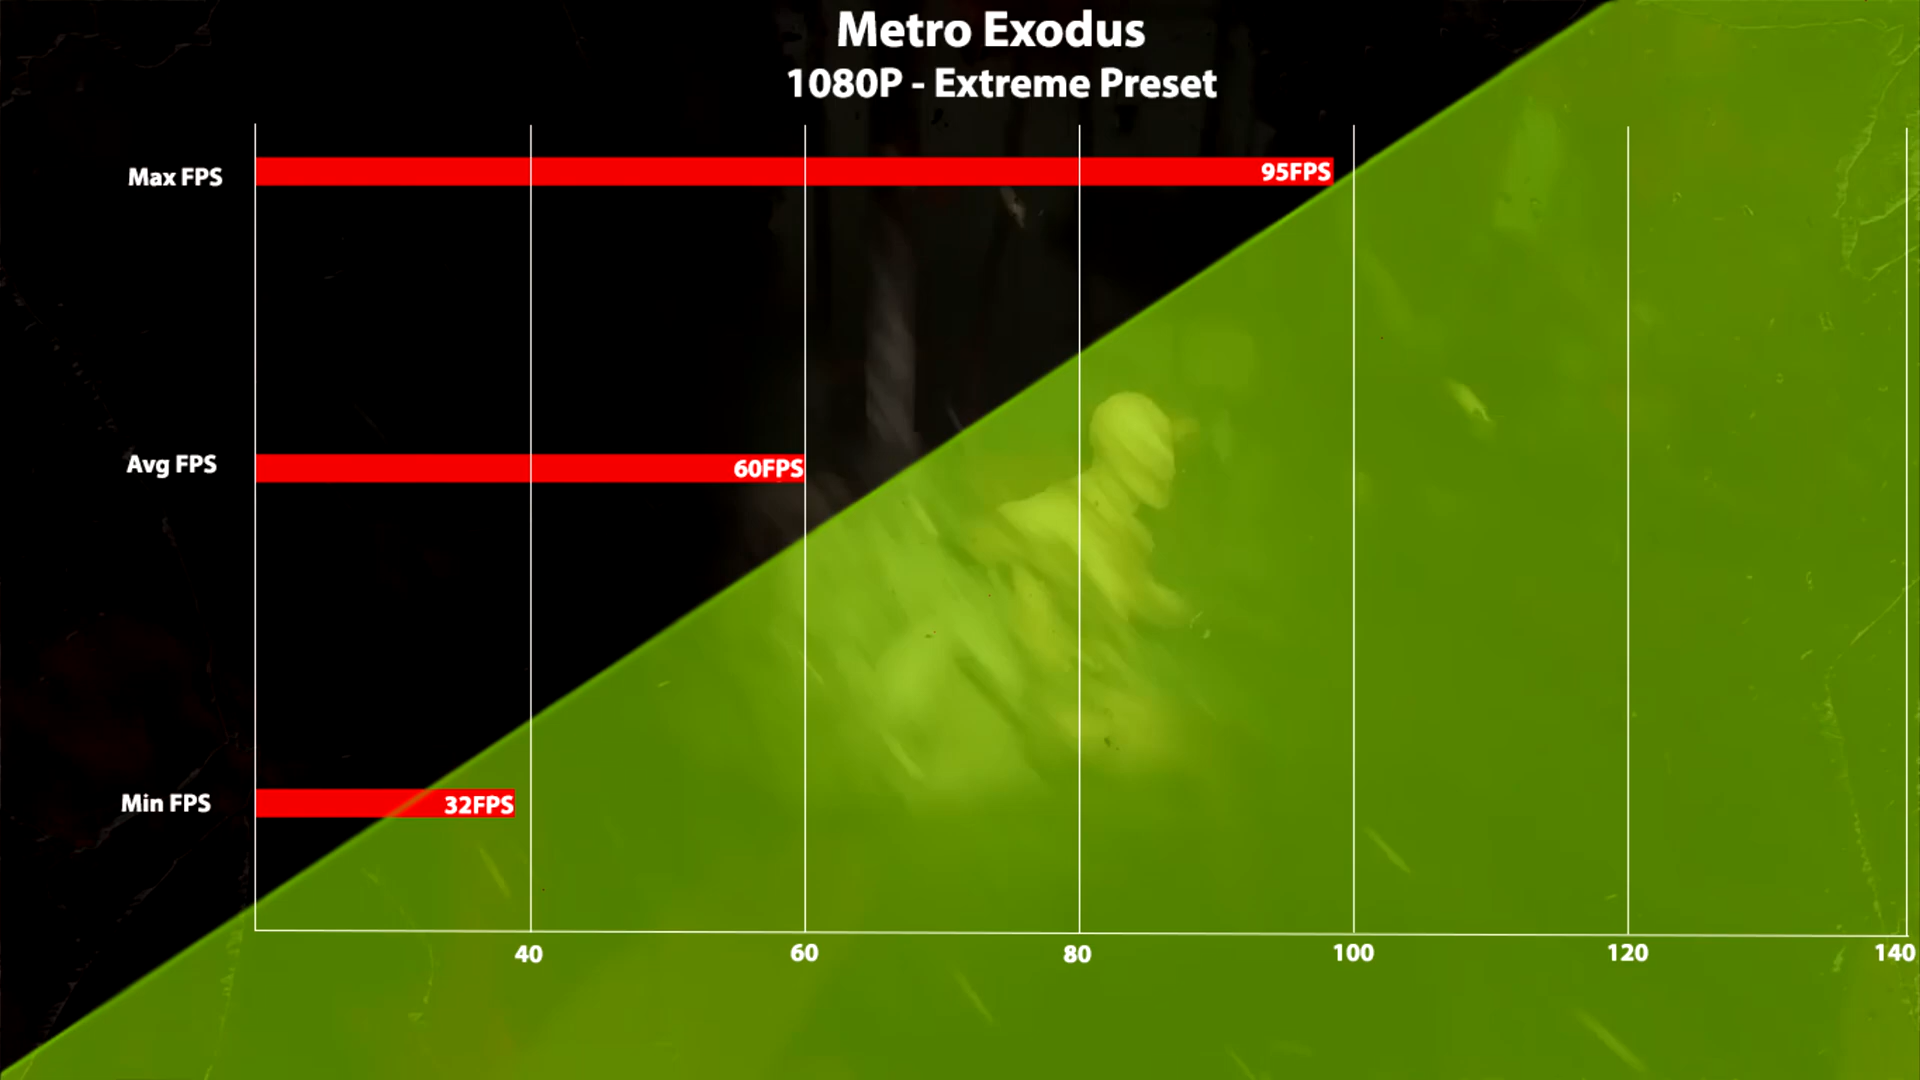 Metro Exodus
1080P - Extreme Preset
Max FPS
95FPS
Avg FPS
60FPS
Min FPS
32FPS
40 60 80 100 120 140